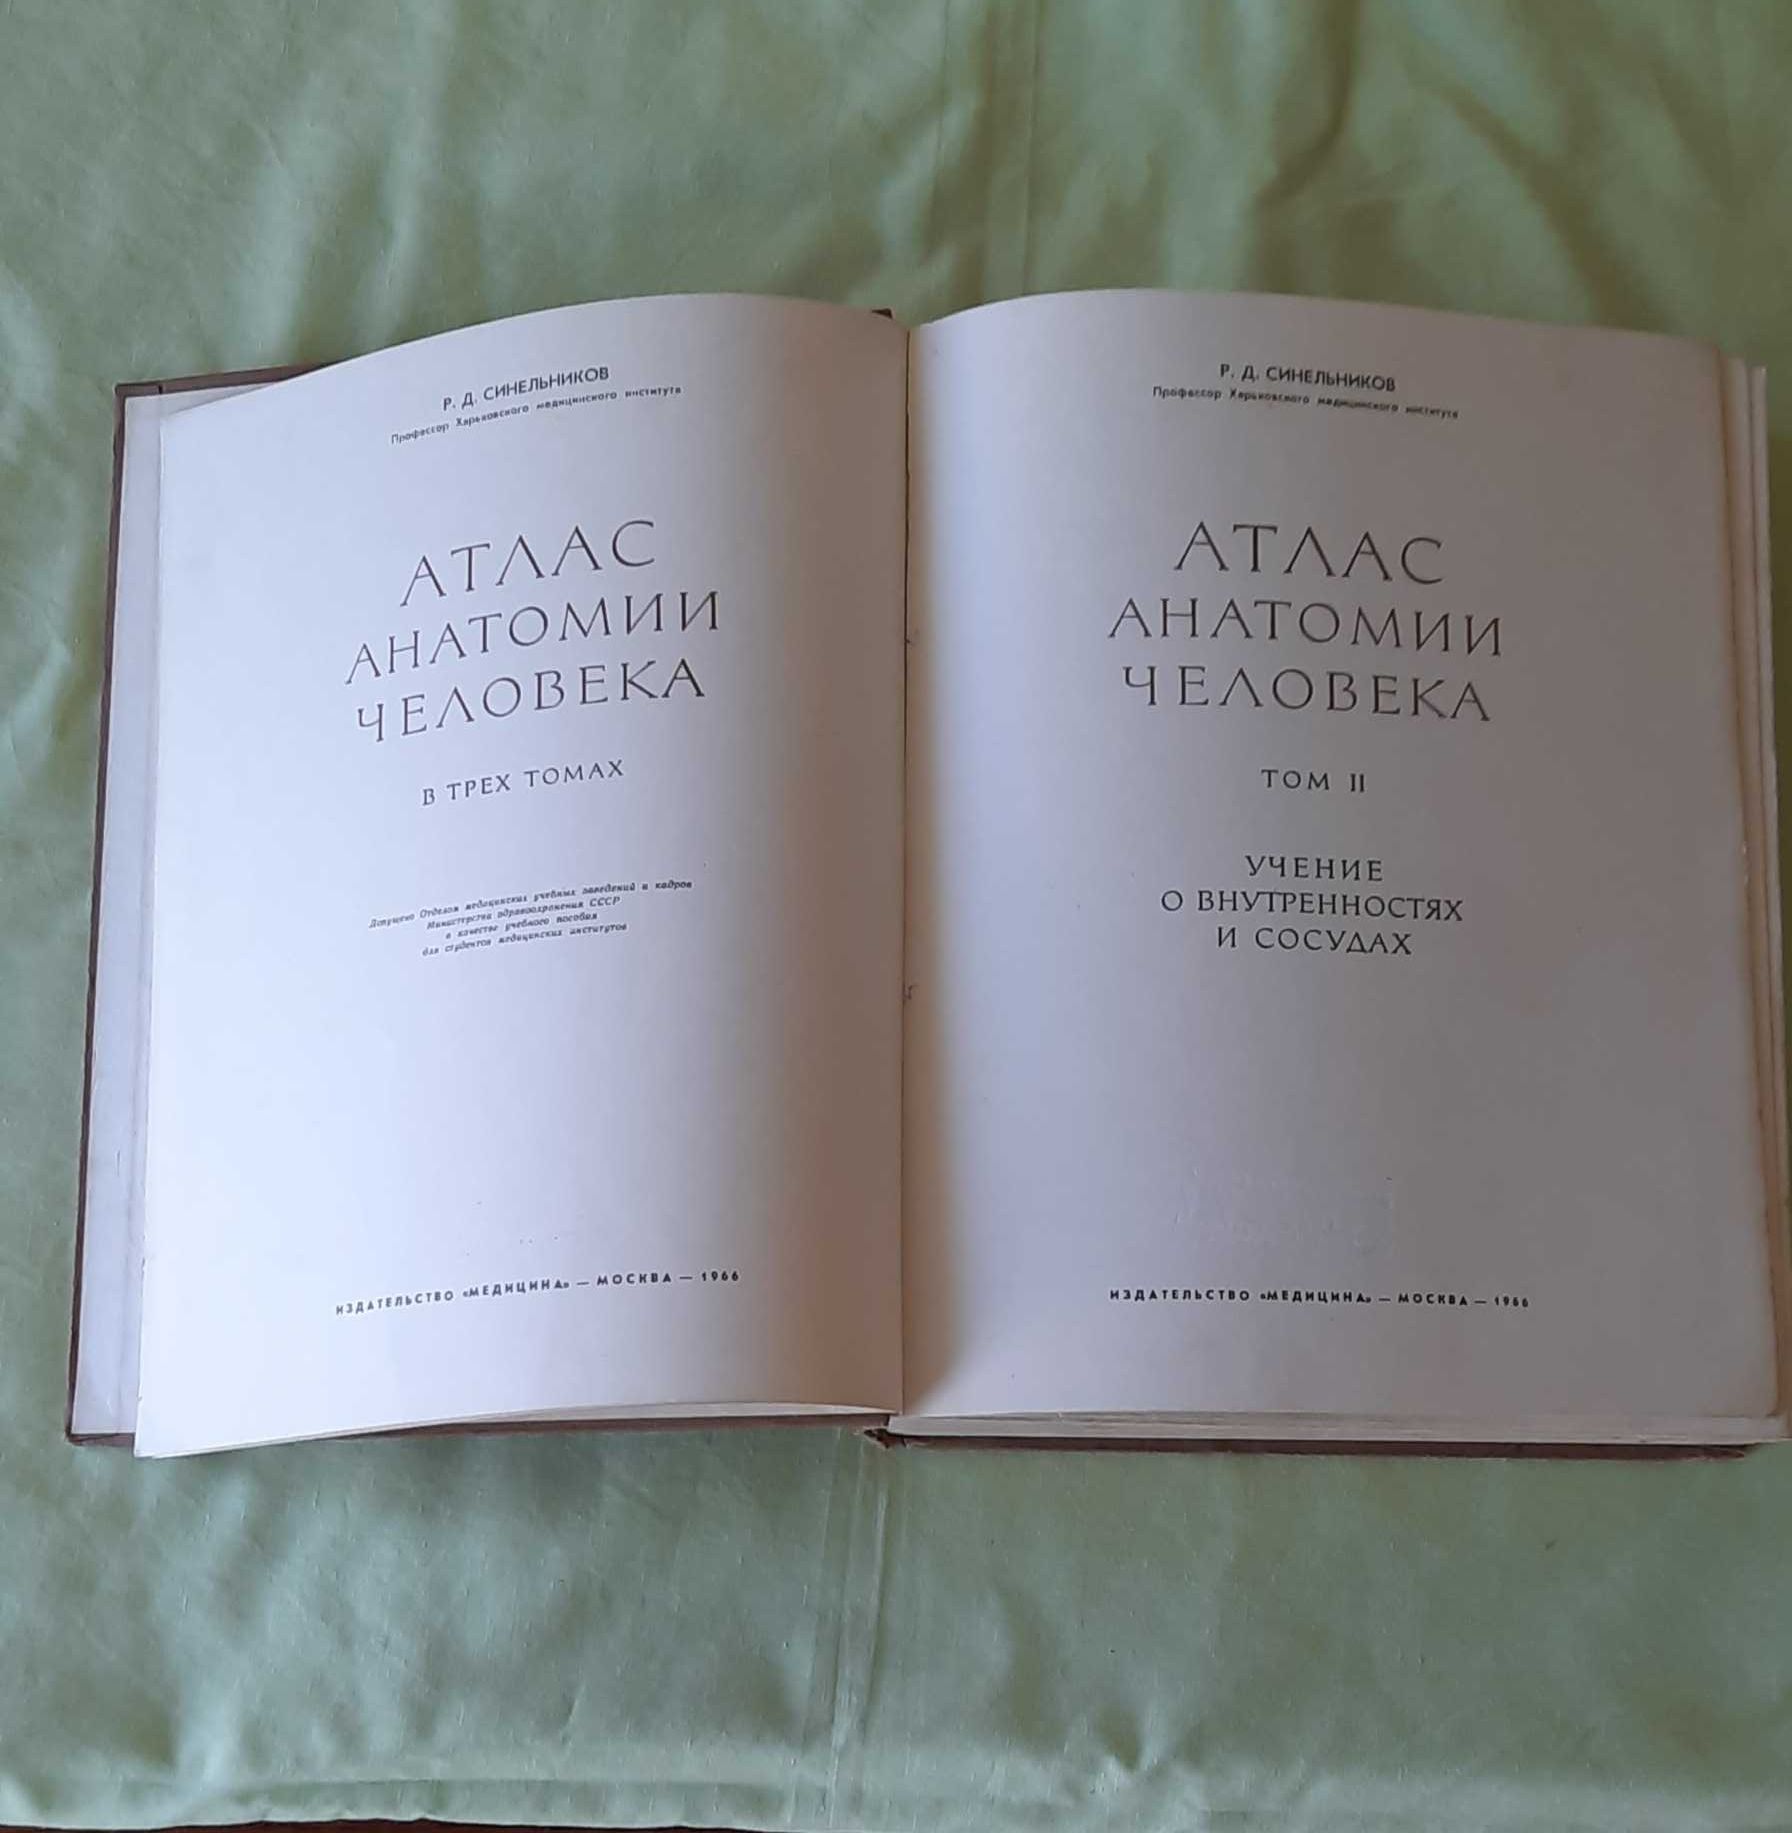 Р. Д. СИНЕЛЬНИКОВ
Профессор Харьковского медицинского института
АТЛАС
АНАТОМИИ
ЧЕЛОВЕКА
В ТРЕХ ТОМАХ
Допущено Отделом медицинских учебных заведений и кадров
Министерства здравоохранения СССР
в качестве учебного пособия
для студентов медицинских институтов
ИЗДАТЕЛЬСТВО «МЕДИЦИНА» — МОСКВА — 1966
Р. Д. СИНЕЛЬНИКОВ
Профессор Харьковского медицинского института
АТЛАС
АНАТОМИИ
ЧЕЛОВЕКА
ТОМ II
УЧЕНИЕ
О ВНУТРЕННОСТЯХ
И СОСУДАХ
ИЗДАТЕЛЬСТВО «МЕДИЦИНА» — МОСКВА — 1966